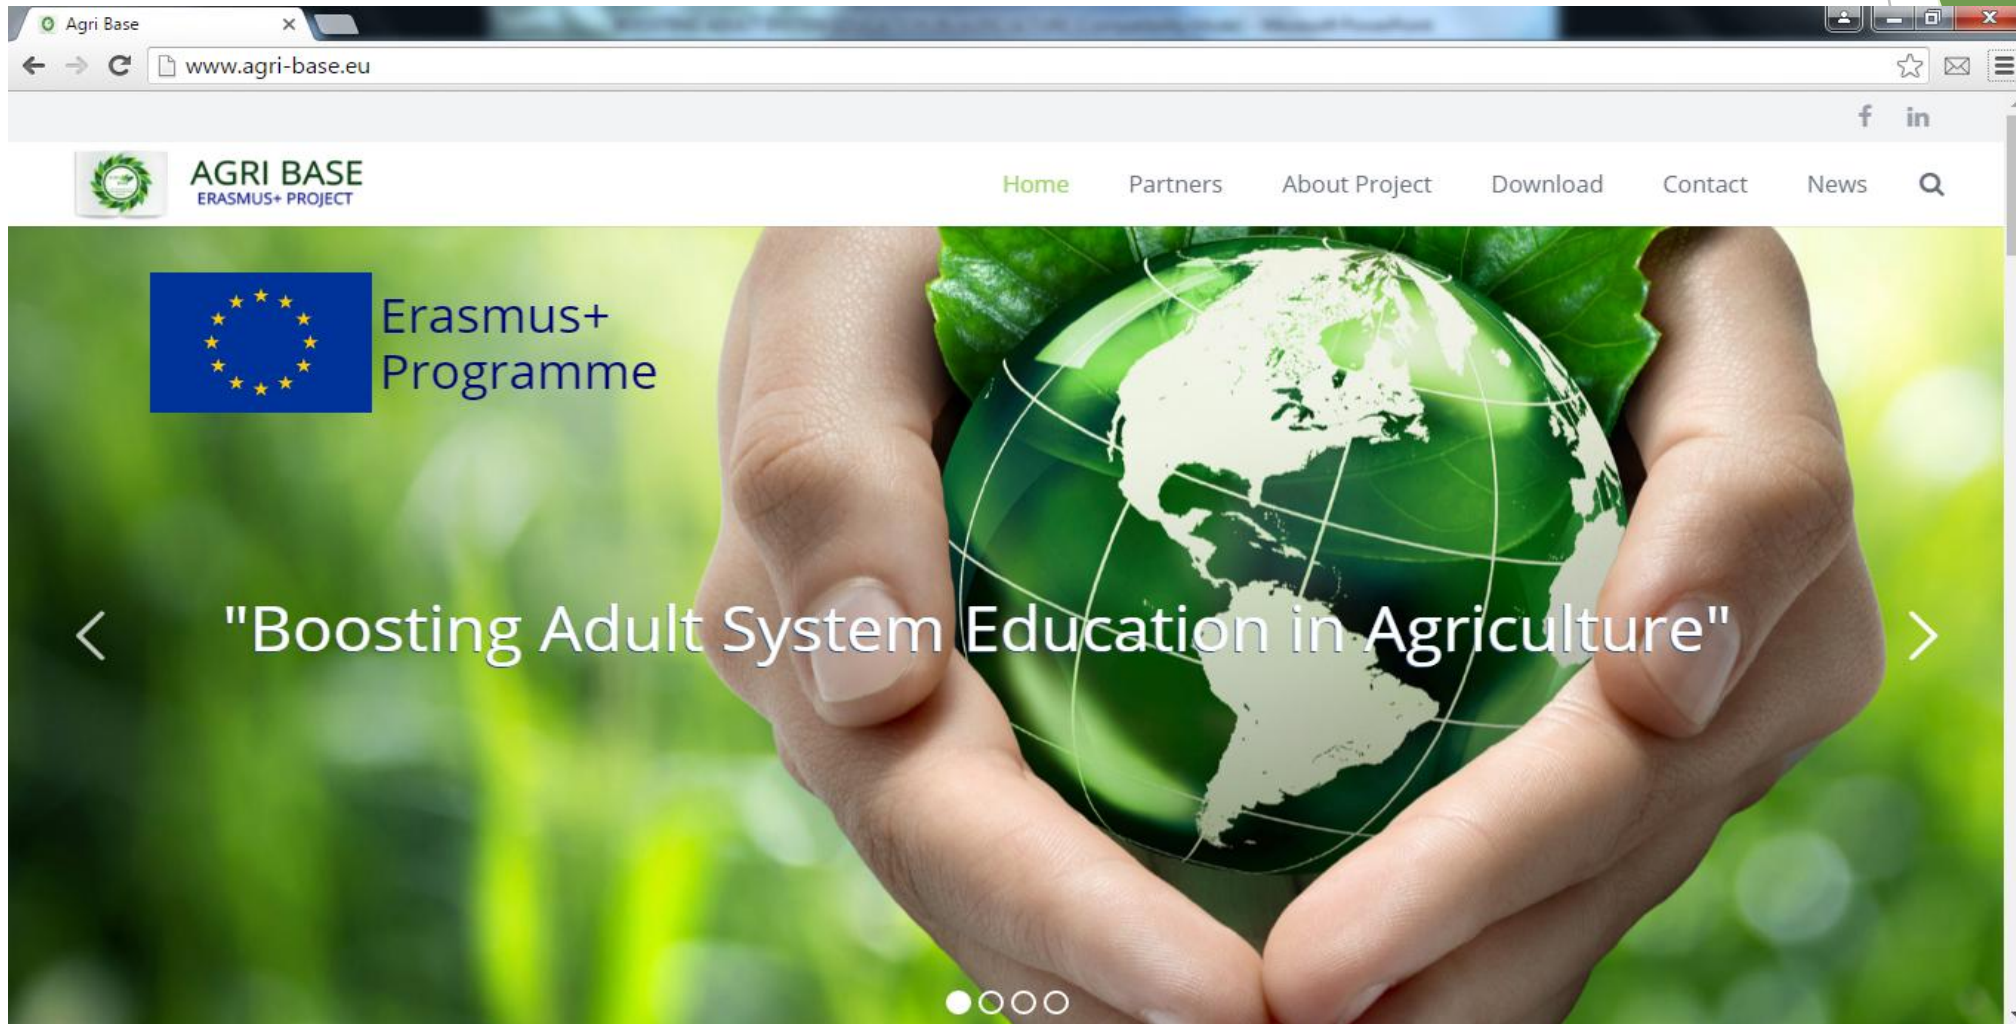 Agri Base
www.agri-base.eu
f in
AGRI BASE
ERASMUS+ PROJECT
Home Partners About Project Download Contact News
Erasmus+
Programme
"Boosting Adult System Education in Agriculture"